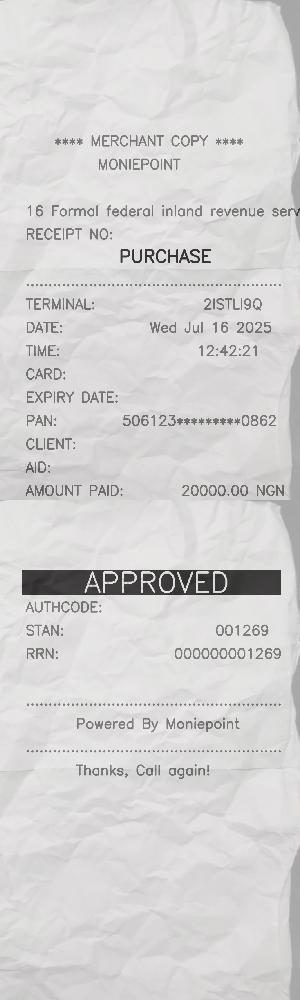 **** MERCHANT COPY ****
MONIEPOINT
16 Formal federal inland revenue serv
RECEIPT NO:
PURCHASE
TERMINAL: 2ISTLI9Q
DATE: Wed Jul 16 2025
TIME: 12:42:21
CARD:
EXPIRY DATE:
PAN: 506123*********0862
CLIENT:
AID:
AMOUNT PAID: 20000.00 NGN
APPROVED
AUTHCODE:
STAN: 001269
RRN: 000000001269
Powered By Moniepoint
Thanks, Call again!